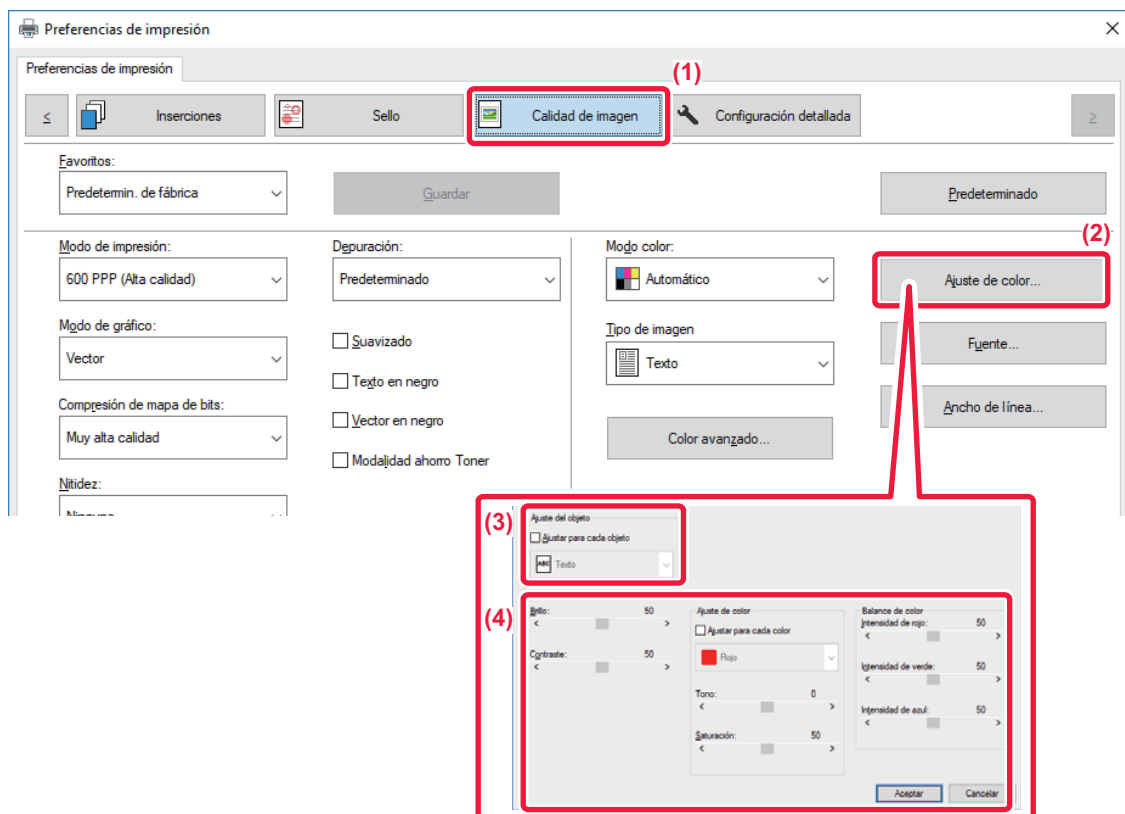 Preferencias de impresión
Preferencias de impresión
(1)
< Inserciones Sello Calidad de imagen Configuración detallada >
Favoritos:
Predetermin. de fábrica Guardar Predeterminado
(2)
Modo de impresión: Depuración: Modo color:
600 PPP (Alta calidad) Predeterminado Automático Ajuste de color...
Modo de gráfico: Tipo de imagen
Vector Suavizado Texto Fuente...
Texto en negro
Compresión de mapa de bits: Vector en negro Ancho de línea...
Muy alta calidad Color avanzado...
Modalidad ahorro Toner
Nitidez:
Ninguno
(3)
Ajuste del objeto
Ajustar para cada objeto
ABC Texto
(4)
Brillo: 50 Ajuste de color Balance de color
< > Ajustar para cada color Intensidad de rojo: 50
< >
Contraste: 50 Rojo
< > Intensidad de verde: 50
< >
Tono: 0
< > Intensidad de azul: 50
< >
Saturación: 50
< >
Aceptar Cancelar